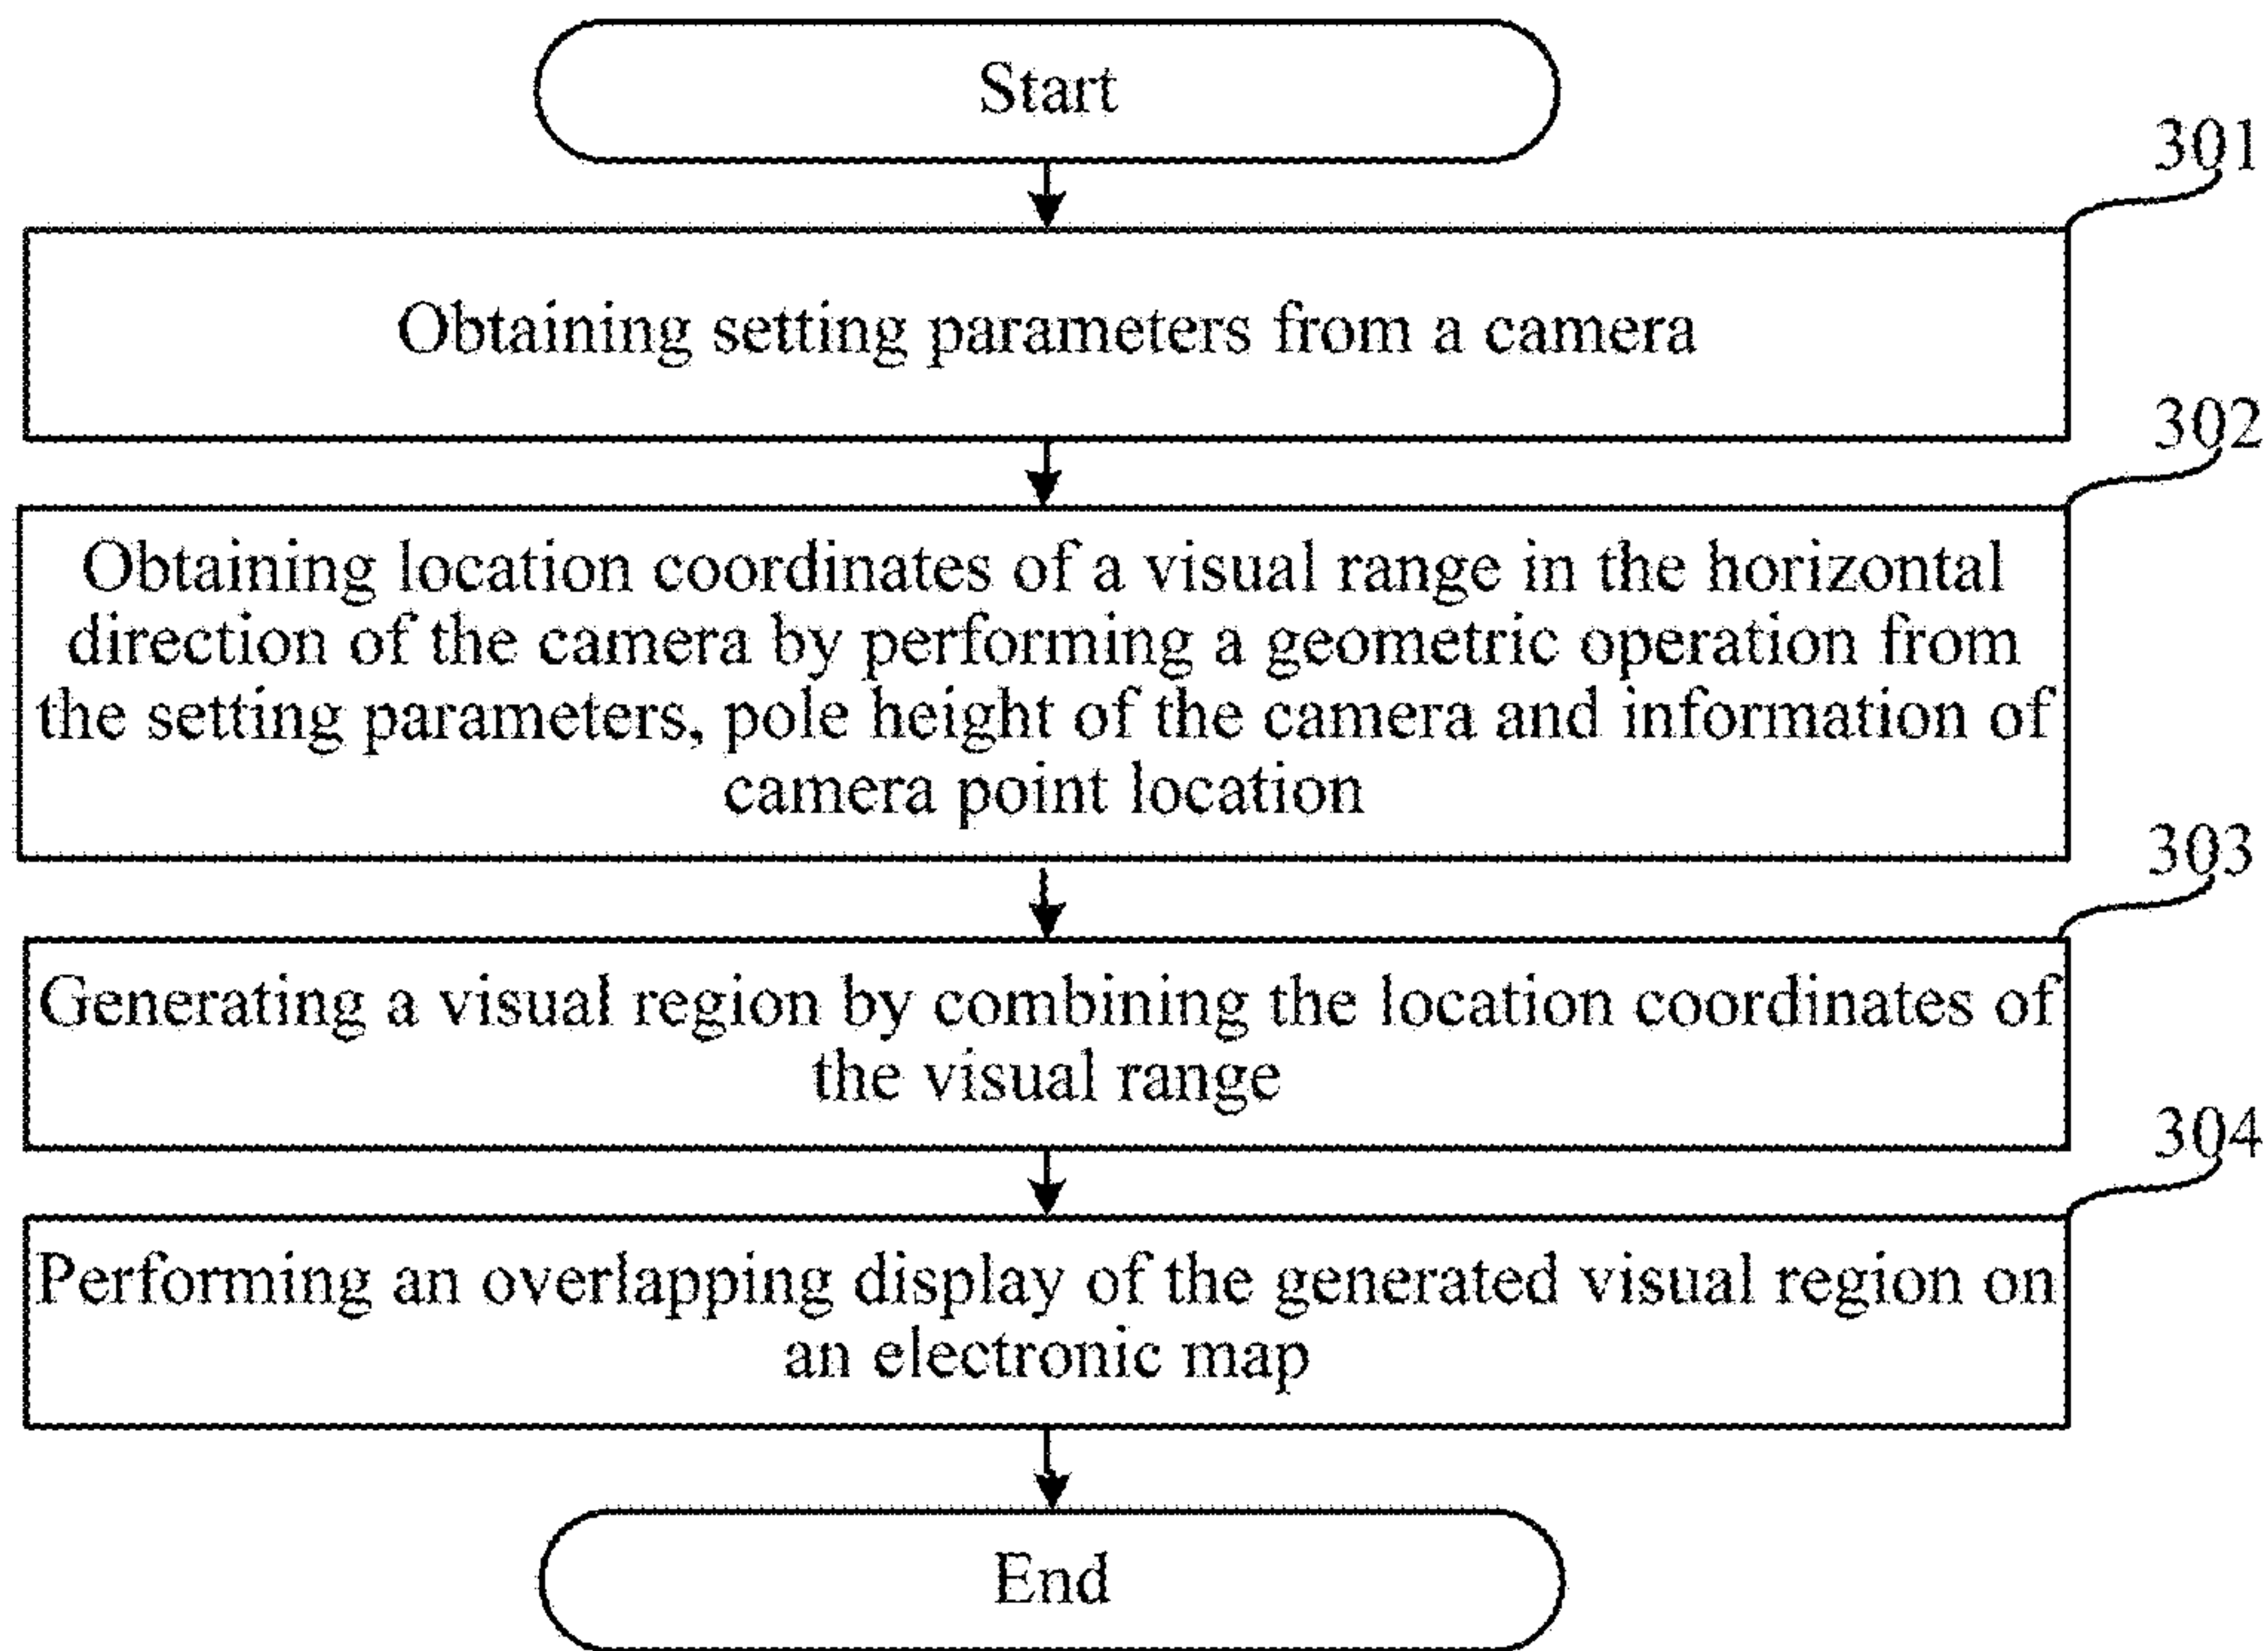 Start
301
Obtaining setting parameters from a camera
302
Obtaining location coordinates of a visual range in the horizontal
direction of the camera by performing a geometric operation from
the setting parameters, pole height of the camera and information of
camera point location
303
Generating a visual region by combining the location coordinates of
the visual range
304
Performing an overlapping display of the generated visual region on
an electronic map
End